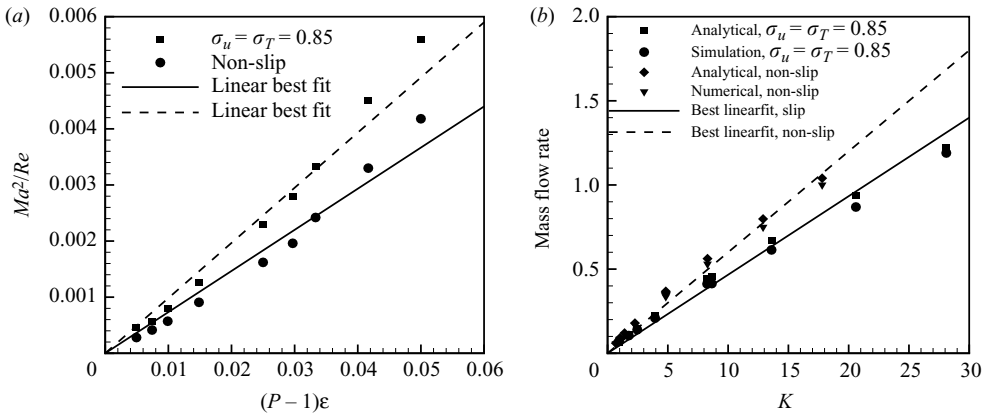 (a)
0.006
0.005
0.004
0.003
0.002
0.001
Ma²/Re
σu = σT = 0.85
Non-slip
Linear best fit
Linear best fit
0 0.01 0.02 0.03 0.04 0.05 0.06
(P – 1)ε
(b)
2.0
1.5
1.0
0.5
Mass flow rate
Analytical, σu = σT = 0.85
Simulation, σu = σT = 0.85
Analytical, non-slip
Numerical, non-slip
Best linearfit, slip
Best linearfit, non-slip
0 5 10 15 20 25 30
K